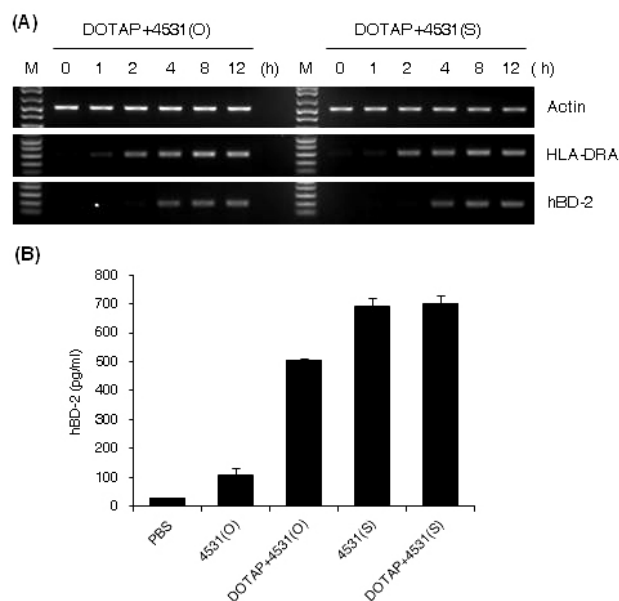 (A)
DOTAP+4531(O) DOTAP+4531(S)
M 0 1 2 4 8 12 (h) M 0 1 2 4 8 12 ( h)
Actin
HLA-DRA
hBD-2
(B)
800
700
600
500
400
300
200
100
0
hBD-2 (pg/ml)
PBS
4531(O)
DOTAP+4531(O)
4531(S)
DOTAP+4531(S)